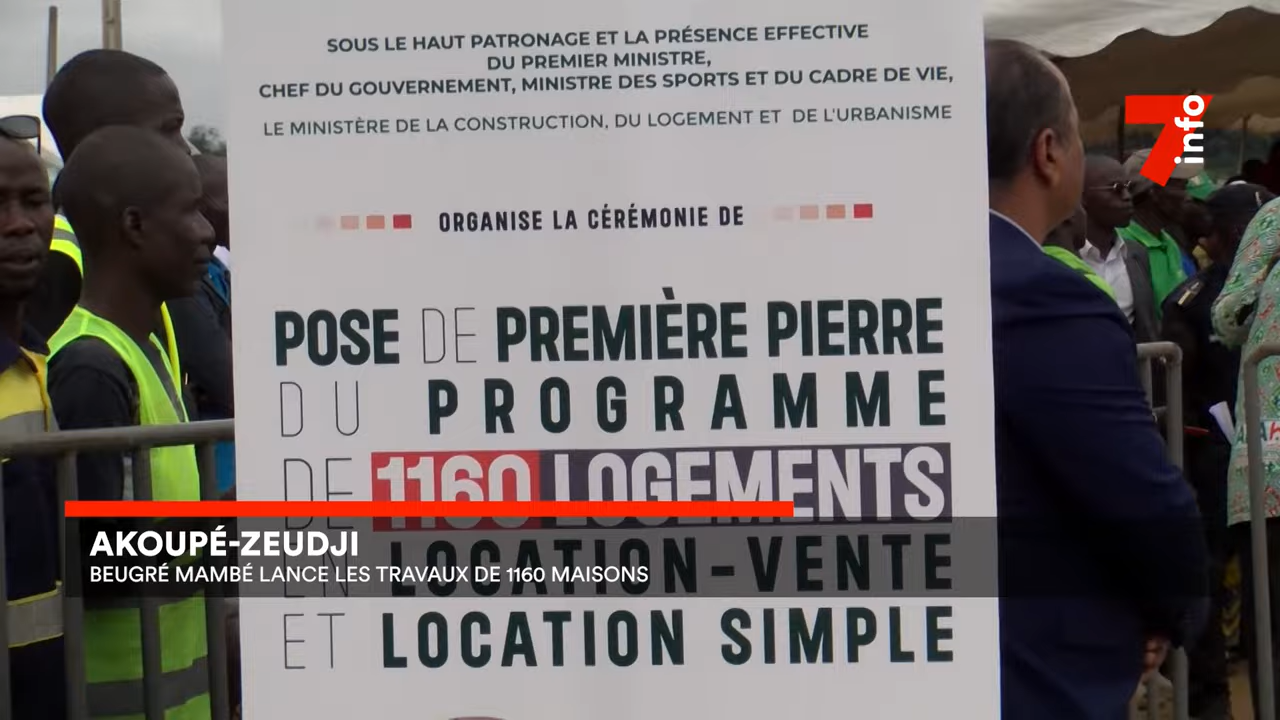 SOUS LE HAUT PATRONAGE ET LA PRÉSENCE EFFECTIVE
DU PREMIER MINISTRE,
CHEF DU GOUVERNEMENT, MINISTRE DES SPORTS ET DU CADRE DE VIE,
LE MINISTÈRE DE LA CONSTRUCTION, DU LOGEMENT ET DE L'URBANISME
7info
ORGANISE LA CÉRÉMONIE DE
POSE DE PREMIÈRE PIERRE
DU PROGRAMME
DE 1160 LOGEMENTS
EN LOCATION-VENTE
ET LOCATION SIMPLE
AKOUPÉ-ZEUDJI
BEUGRÉ MAMBÉ LANCE LES TRAVAUX DE 1160 MAISONS